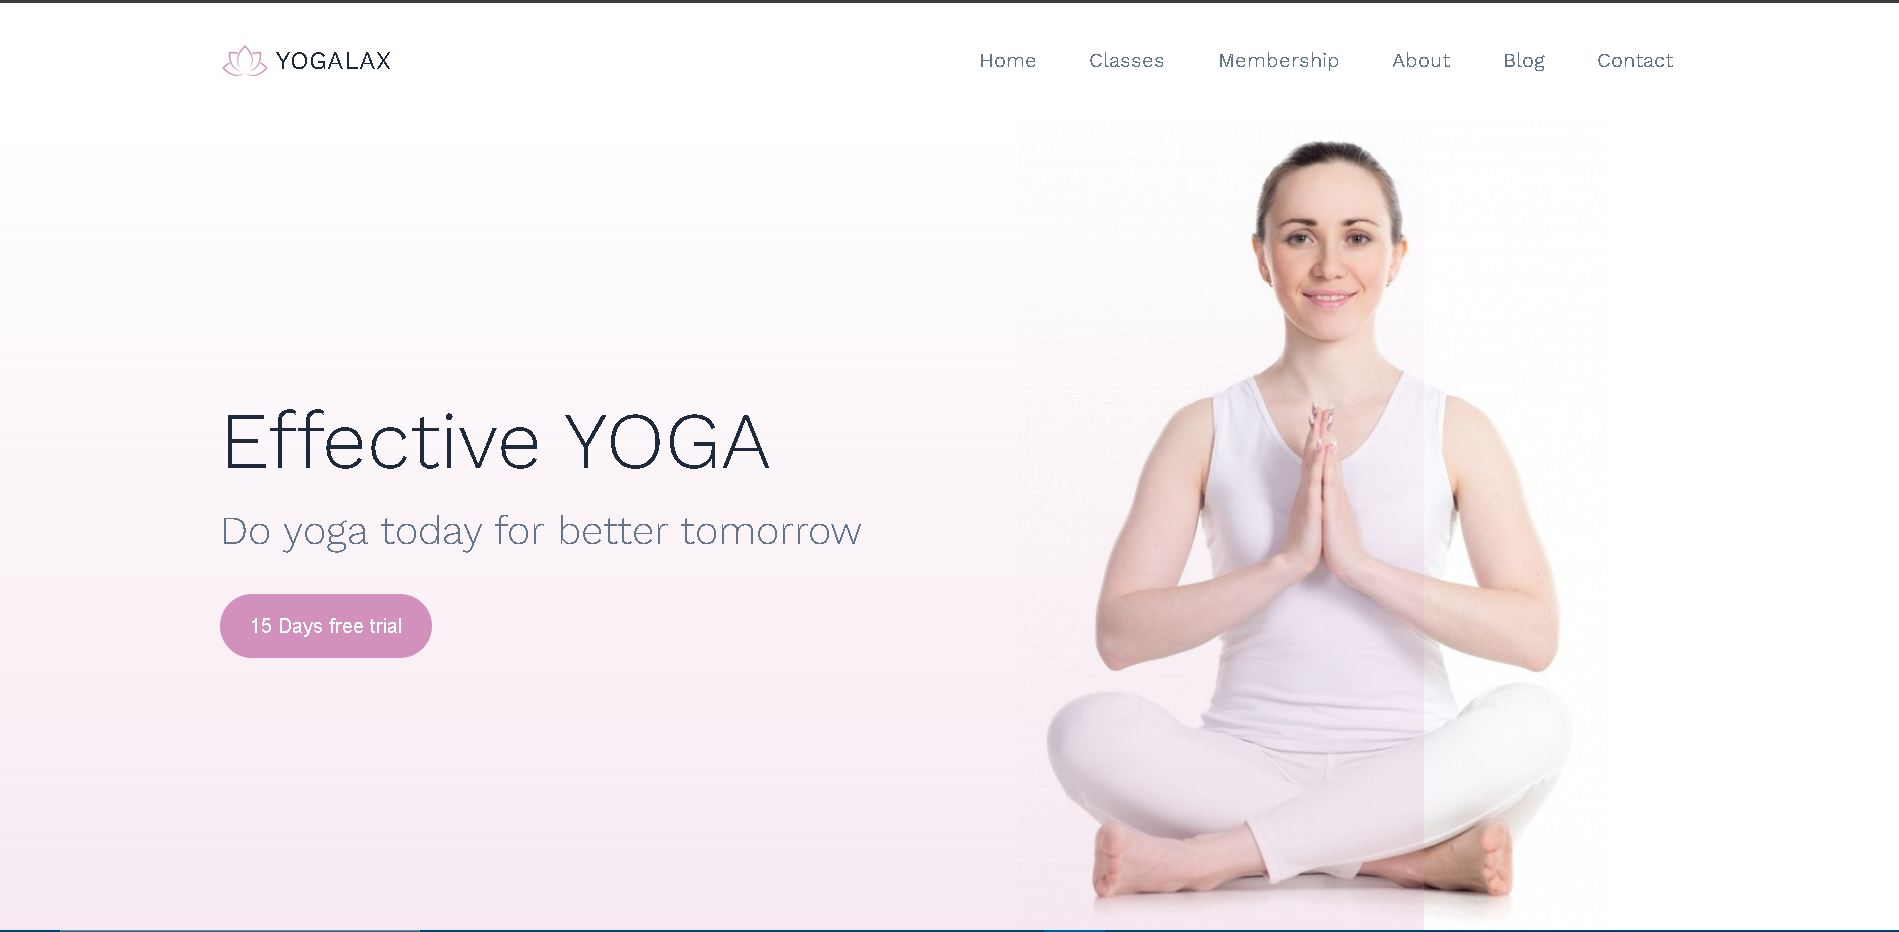 YOGALAX
Home Classes Membership About Blog Contact
Effective YOGA
Do yoga today for better tomorrow
15 Days free trial